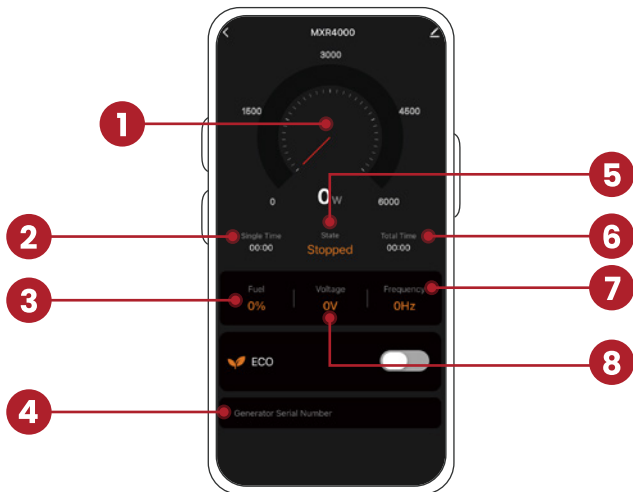 MXR4000
3000
1500
4500
1
0
0W
6000
5
2
Single Time
State
Total Time
6
00:00
Stopped
00:00
Fuel
Voltage
Frequency
7
3
0%
0V
0Hz
ECO
8
4
Generator Serial Number